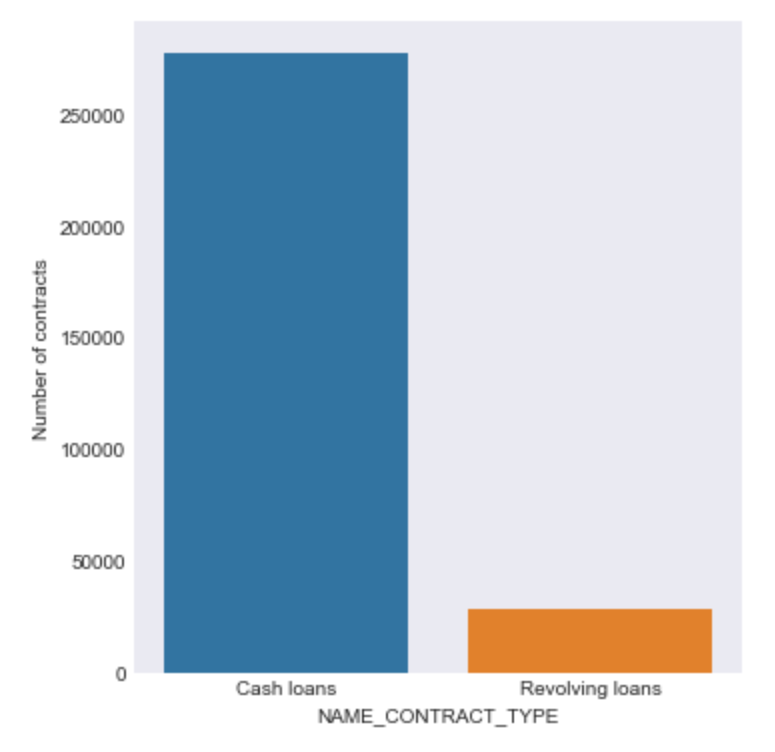 250000
200000
150000
100000
50000
0
Number of contracts
Cash loans
Revolving loans
NAME_CONTRACT_TYPE